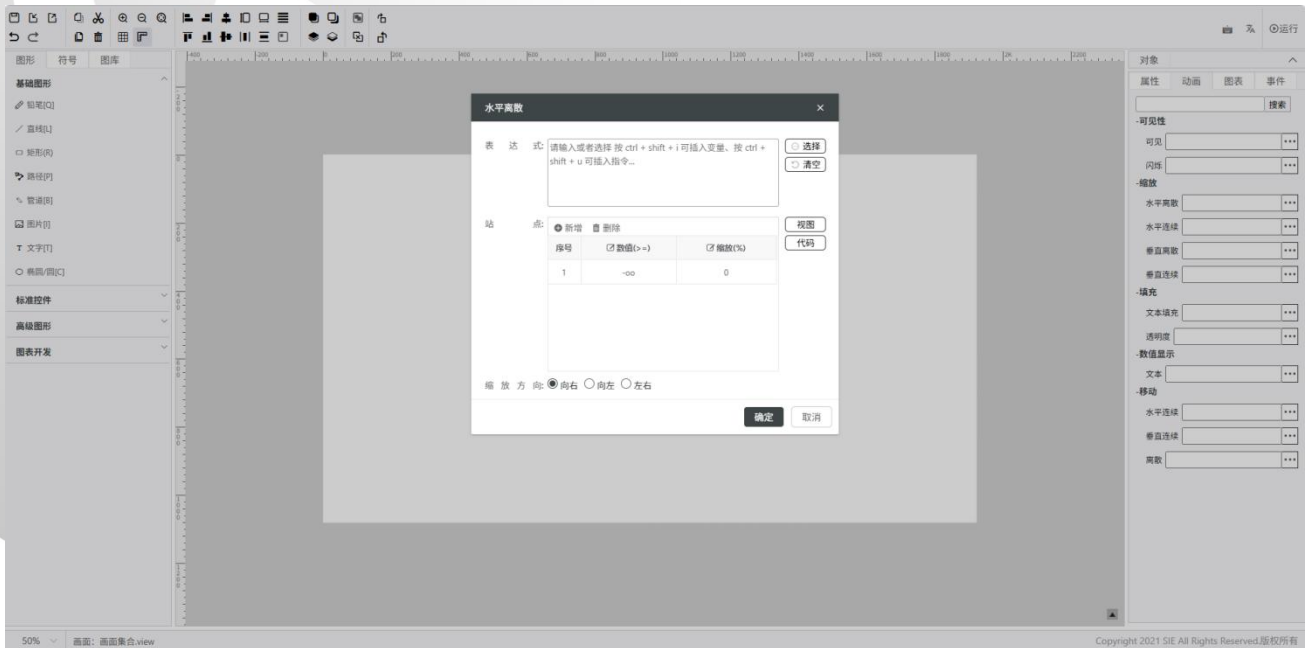 运行
图形 符号 图库
基础图形
铅笔[Q]
直线[L]
矩形(R)
路径[P]
管道[B]
图片[I]
T 文字[T]
椭圆/圆[C]
标准控件
高级图形
图表开发
水平离散 ×
表达式: 请输入或者选择 按 ctrl + shift + i 可插入变量、按 ctrl +
shift + u 可插入指令...
选择
清空
站点: 新增 删除
视图
代码
序号 数值(>=) 缩放(%)
1 -∞ 0
缩放方向: 向右 向左 左右
确定 取消
对象
属性 动画 图表 事件
搜索
-可见性
可见
闪烁
-缩放
水平离散
水平连续
垂直离散
垂直连续
-填充
文本填充
透明度
-数值显示
文本
-移动
水平连续
垂直连续
离散
50% 画面：画面集合.view
Copyright 2021 SIE All Rights Reserved.版权所有